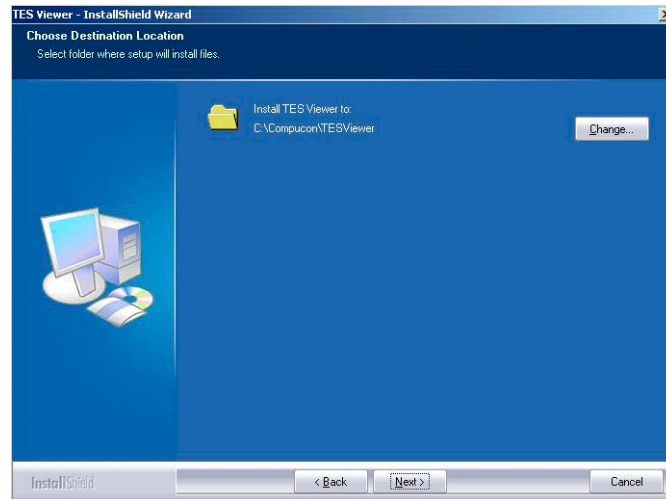 TES Viewer - InstallShield Wizard
Choose Destination Location
Select folder where setup will install files.
Install TES Viewer to:
C:\Compucon\TESViewer
Change...
InstallShield
< Back
Next >
Cancel